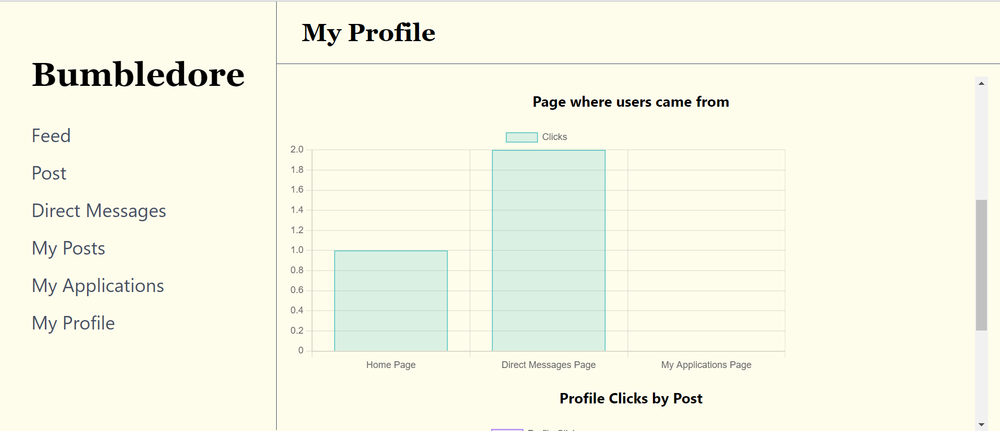 Bumbledore
Feed
Post
Direct Messages
My Posts
My Applications
My Profile
My Profile
Page where users came from
Clicks
2.0
1.8
1.6
1.4
1.2
1.0
0.8
0.6
0.4
0.2
0
Home Page Direct Messages Page My Applications Page
Profile Clicks by Post